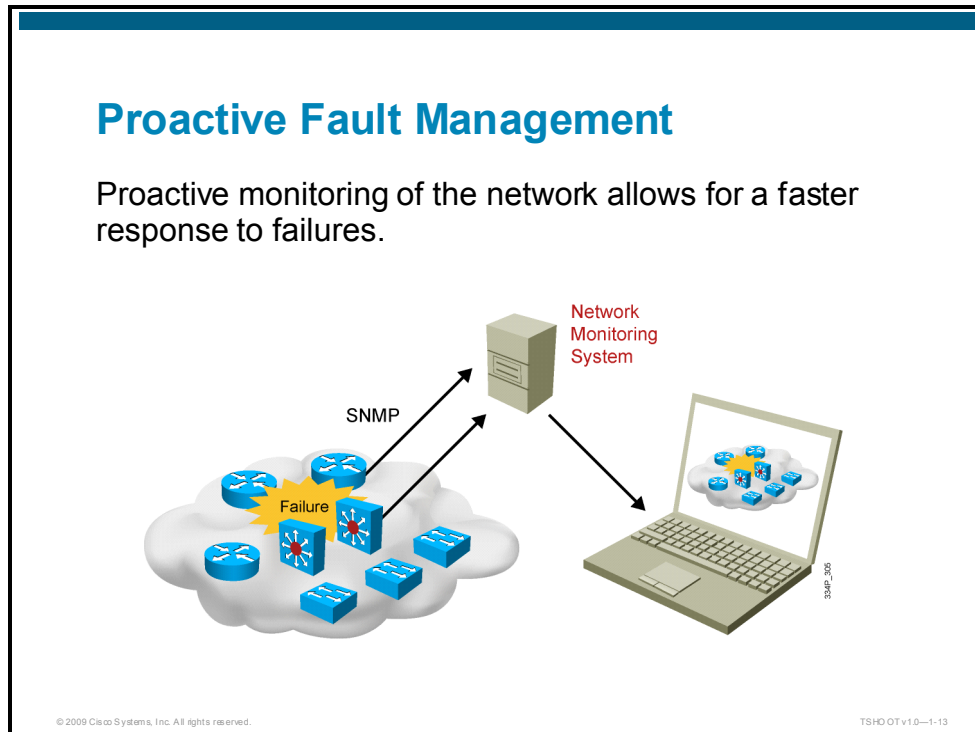 Proactive Fault Management
Proactive monitoring of the network allows for a faster
response to failures.
Network
Monitoring
System
SNMP
Failure
334P_305
© 2009 Cisco Systems, Inc. All rights reserved.
TSHOOT v1.0—1-13